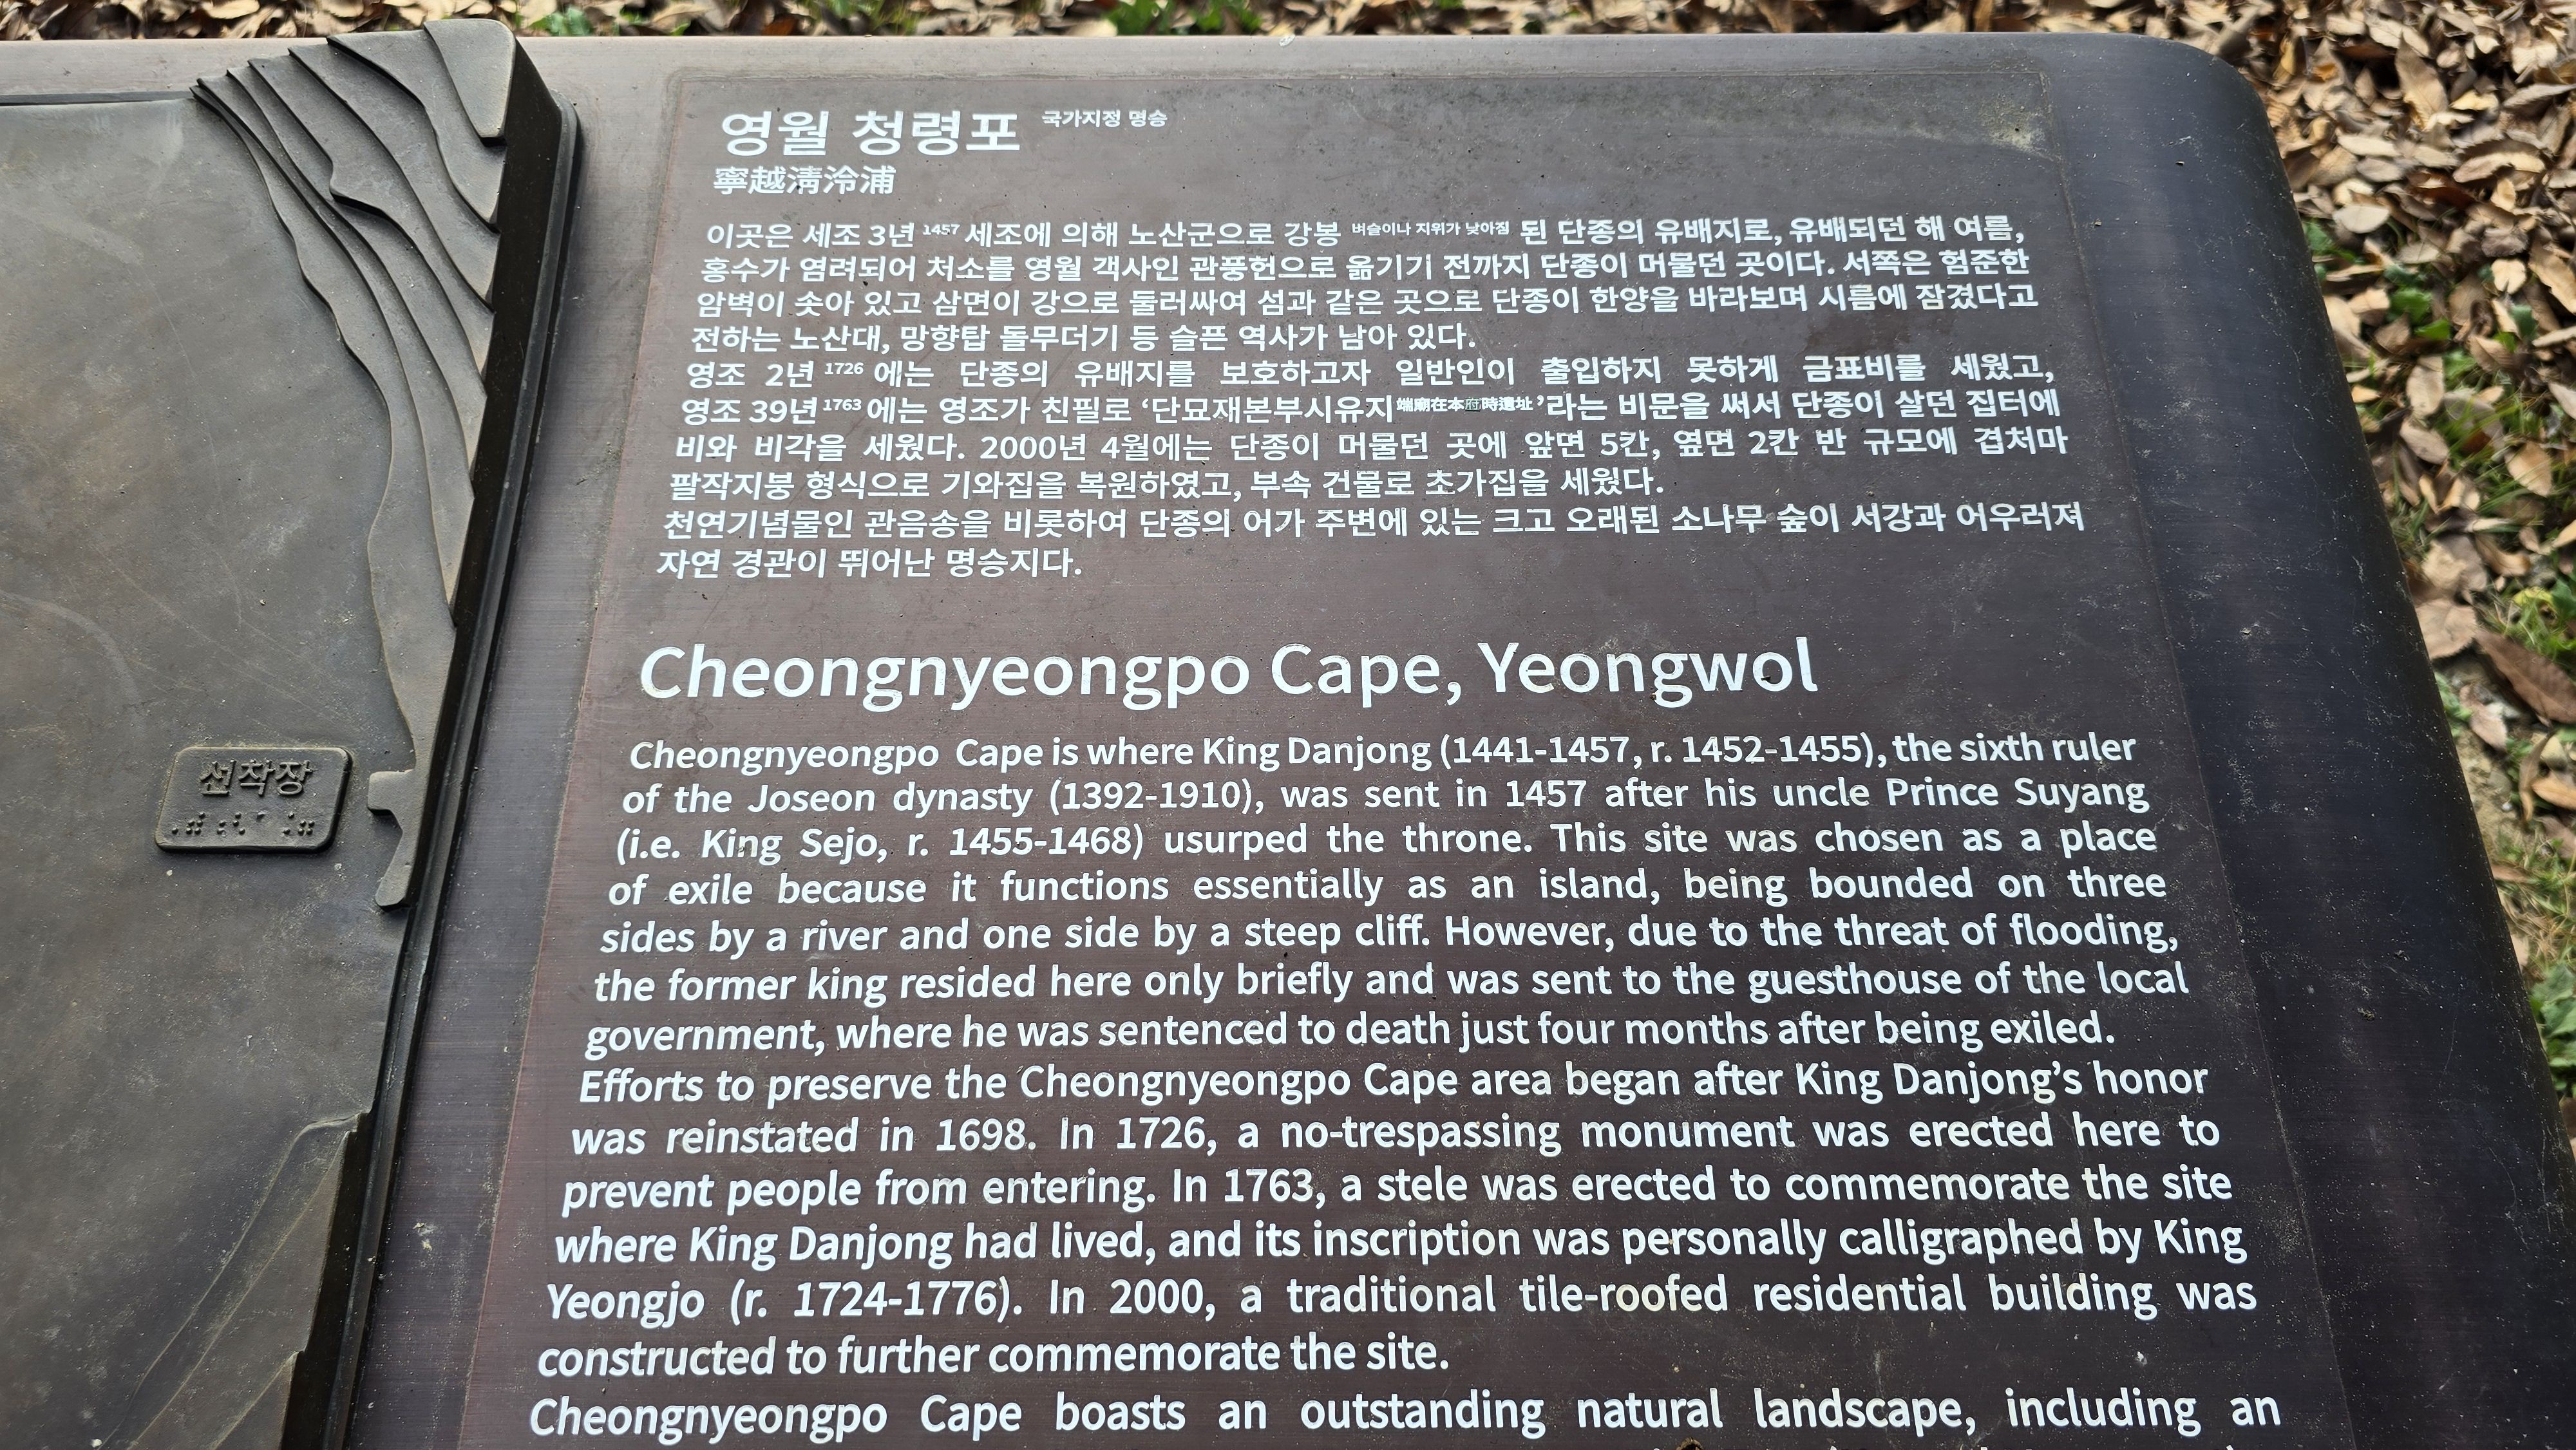 영월 청령포 국가지정 명승
寧越淸泠浦
이곳은 세조 3년 1457 세조에 의해 노산군으로 강봉 벼슬이나 지위가 낮아짐 된 단종의 유배지로, 유배되던 해 여름,
홍수가 염려되어 처소를 영월 객사인 관풍헌으로 옮기기 전까지 단종이 머물던 곳이다. 서쪽은 험준한
암벽이 솟아 있고 삼면이 강으로 둘러싸여 섬과 같은 곳으로 단종이 한양을 바라보며 시름에 잠겼다고
전하는 노산대, 망향탑 돌무더기 등 슬픈 역사가 남아 있다.
영조 2년 1726 에는 단종의 유배지를 보호하고자 일반인이 출입하지 못하게 금표비를 세웠고,
영조 39년 1763 에는 영조가 친필로 ‘단묘재본부시유지 端廟在本府時遺址’라는 비문을 써서 단종이 살던 집터에
비와 비각을 세웠다. 2000년 4월에는 단종이 머물던 곳에 앞면 5칸, 옆면 2칸 반 규모에 겹처마
팔작지붕 형식으로 기와집을 복원하였고, 부속 건물로 초가집을 세웠다.
천연기념물인 관음송을 비롯하여 단종의 어가 주변에 있는 크고 오래된 소나무 숲이 서강과 어우러져
자연 경관이 뛰어난 명승지다.
Cheongnyeongpo Cape, Yeongwol
Cheongnyeongpo Cape is where King Danjong (1441-1457, r. 1452-1455), the sixth ruler
of the Joseon dynasty (1392-1910), was sent in 1457 after his uncle Prince Suyang
(i.e. King Sejo, r. 1455-1468) usurped the throne. This site was chosen as a place
of exile because it functions essentially as an island, being bounded on three
sides by a river and one side by a steep cliff. However, due to the threat of flooding,
the former king resided here only briefly and was sent to the guesthouse of the local
government, where he was sentenced to death just four months after being exiled.
Efforts to preserve the Cheongnyeongpo Cape area began after King Danjong’s honor
was reinstated in 1698. In 1726, a no-trespassing monument was erected here to
prevent people from entering. In 1763, a stele was erected to commemorate the site
where King Danjong had lived, and its inscription was personally calligraphed by King
Yeongjo (r. 1724-1776). In 2000, a traditional tile-roofed residential building was
constructed to further commemorate the site.
Cheongnyeongpo Cape boasts an outstanding natural landscape, including an
선착장